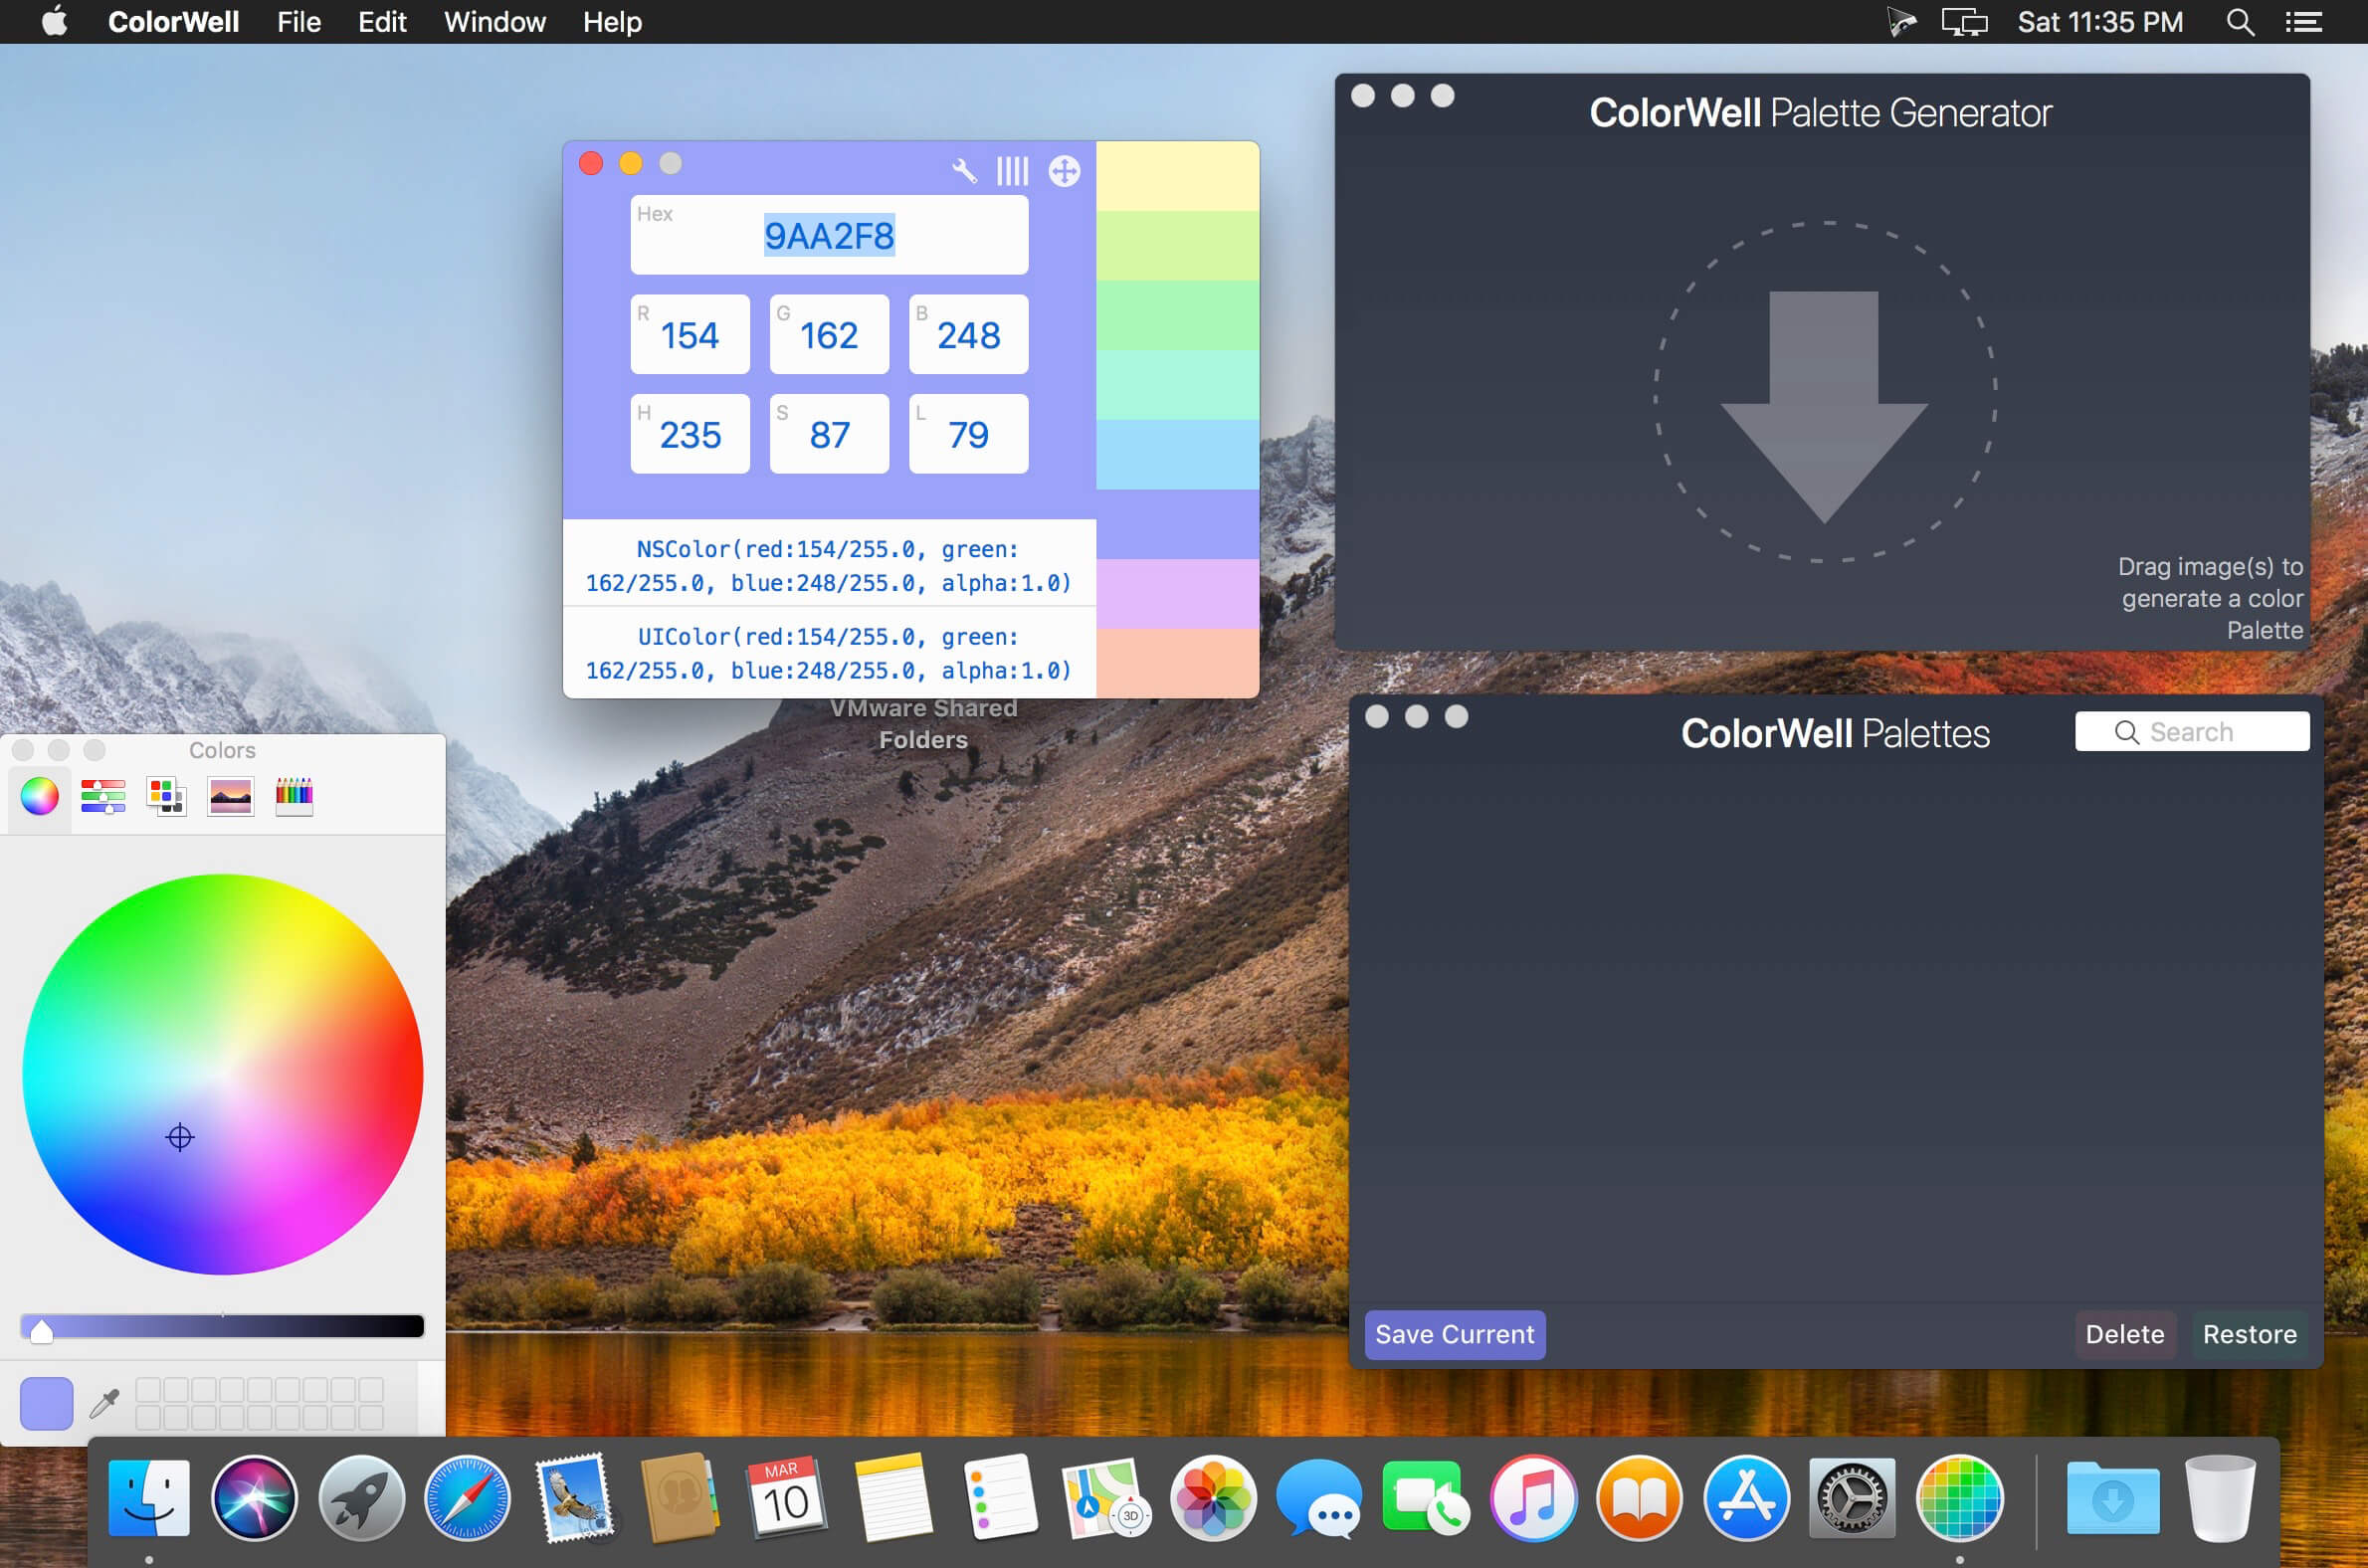 ColorWell File Edit Window Help
Sat 11:35 PM
Hex
9AA2F8
R 154 G 162 B 248
H 235 S 87 L 79
NSColor(red:154/255.0, green:
162/255.0, blue:248/255.0, alpha:1.0)
UIColor(red:154/255.0, green:
162/255.0, blue:248/255.0, alpha:1.0)
VMware Shared
Folders
ColorWell Palette Generator
Drag image(s) to
generate a color
Palette
ColorWell Palettes
Search
Save Current
Delete Restore
Colors
MAR
10
3D